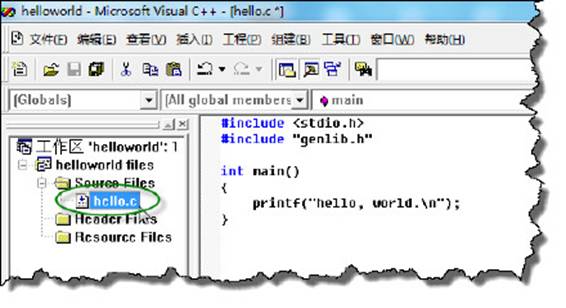 helloworld - Microsoft Visual C++ - [hello.c *]
文件(F) 编辑(E) 查看(V) 插入(I) 工程(P) 组建(B) 工具(T) 窗口(W) 帮助(H)
(Globals) [All global members main
工作区 'helloworld': 1
helloworld files
Source Files
hello.c
Header Files
Resource Files
#include <stdio.h>
#include "genlib.h"
int main()
{
printf("hello, world.\n");
}